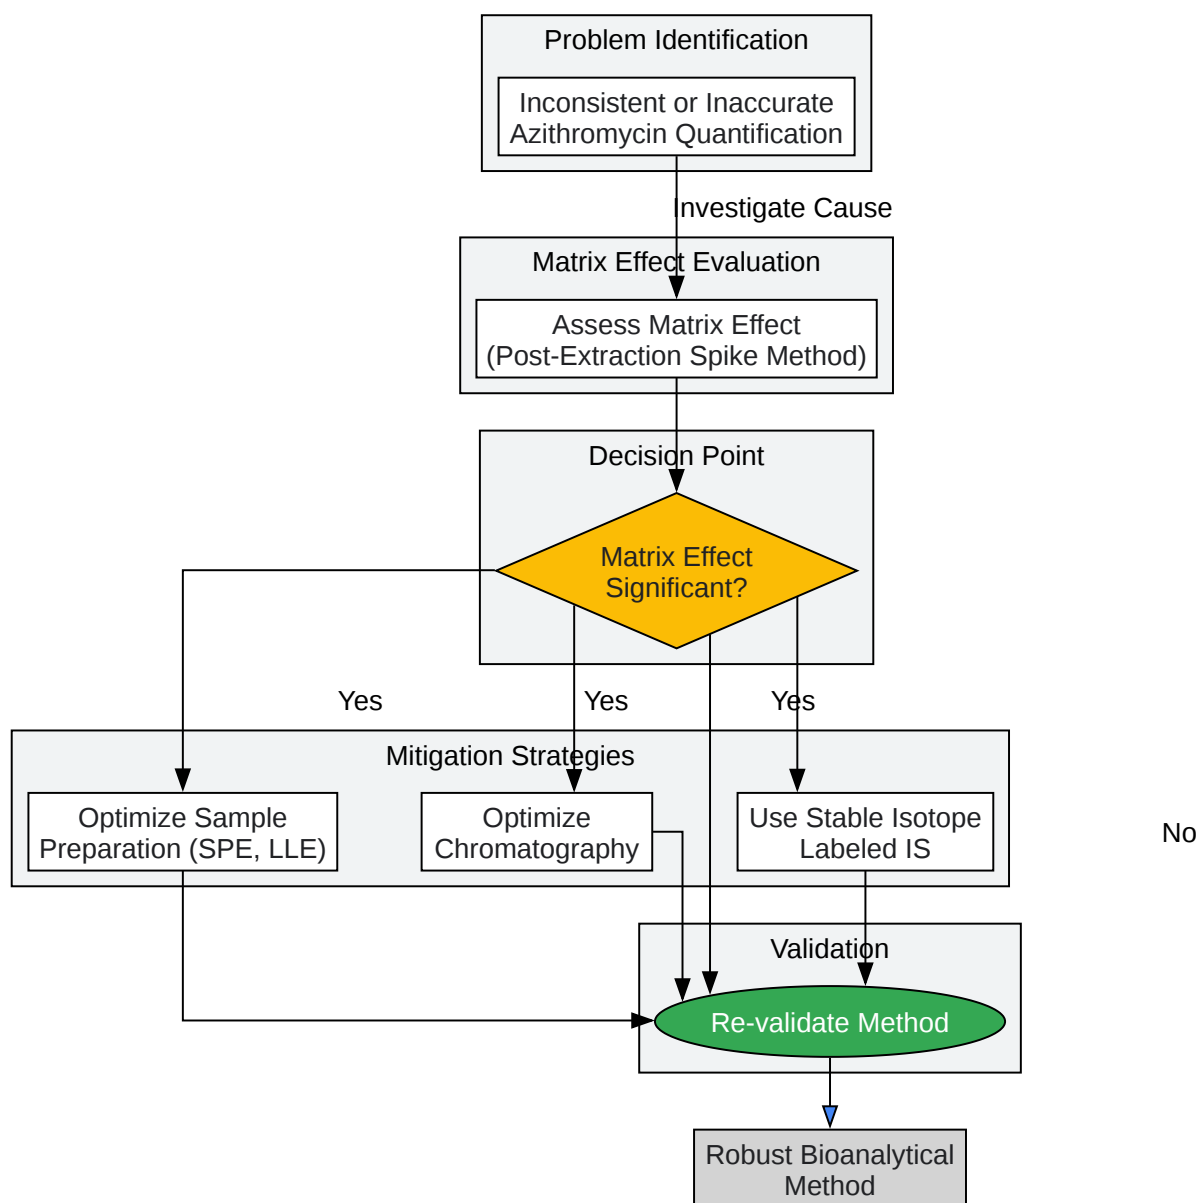 Problem Identification
Inconsistent or Inaccurate
Azithromycin Quantification
Investigate Cause
Matrix Effect Evaluation
Assess Matrix Effect
(Post-Extraction Spike Method)
Decision Point
Matrix Effect
Significant?
Yes
Yes
Yes
Mitigation Strategies
Optimize Sample
Preparation (SPE, LLE)
Optimize
Chromatography
Use Stable Isotope
Labeled IS
No
Validation
Re-validate Method
Robust Bioanalytical
Method